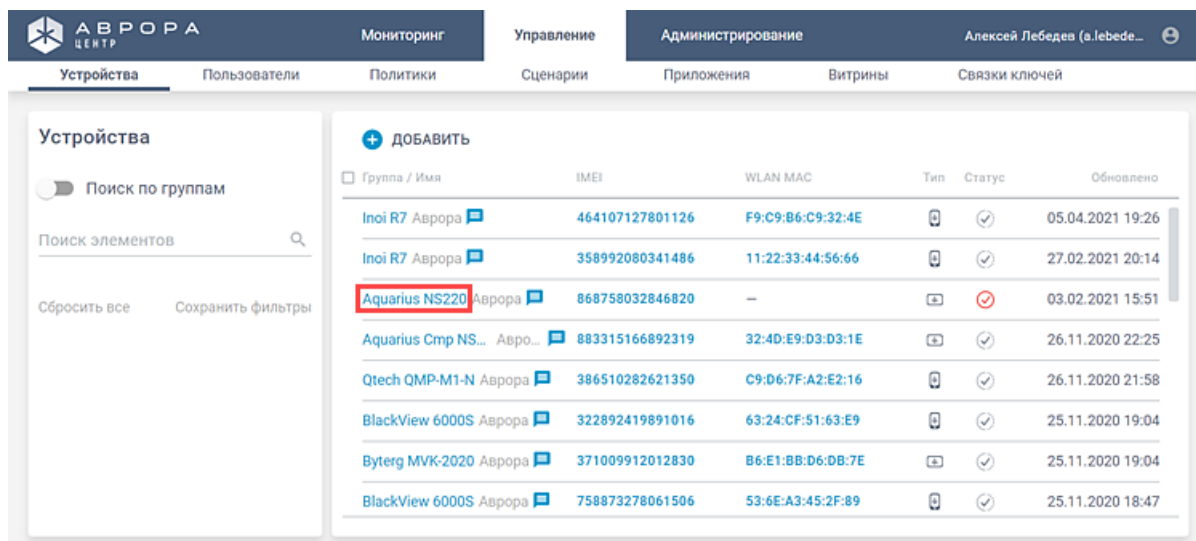 АВРОРА
ЦЕНТР
Мониторинг Управление Администрирование Алексей Лебедев (a.lebede...
Устройства Пользователи Политики Сценарии Приложения Витрины Связки ключей
Устройства
Поиск по группам
Поиск элементов
Сбросить все Сохранить фильтры
ДОБАВИТЬ
Группа / Имя IMEI WLAN MAC Тип Статус Обновлено
Inoi R7 Аврора 464107127801126 F9:C9:B6:C9:32:4E 05.04.2021 19:26
Inoi R7 Аврора 358992080341486 11:22:33:44:56:66 27.02.2021 20:14
Aquarius NS220 Аврора 868758032846820 — 03.02.2021 15:51
Aquarius Cmp NS... Авро... 883315166892319 32:4D:E9:D3:D3:1E 26.11.2020 22:25
Qtech QMP-M1-N Аврора 386510282621350 C9:D6:7F:A2:E2:16 26.11.2020 21:58
BlackView 6000S Аврора 322892419891016 63:24:CF:51:63:E9 25.11.2020 19:04
Byterg MVK-2020 Аврора 371009912012830 B6:E1:BB:D6:DB:7E 25.11.2020 19:04
BlackView 6000S Аврора 758873278061506 53:6E:A3:45:2F:89 25.11.2020 18:47